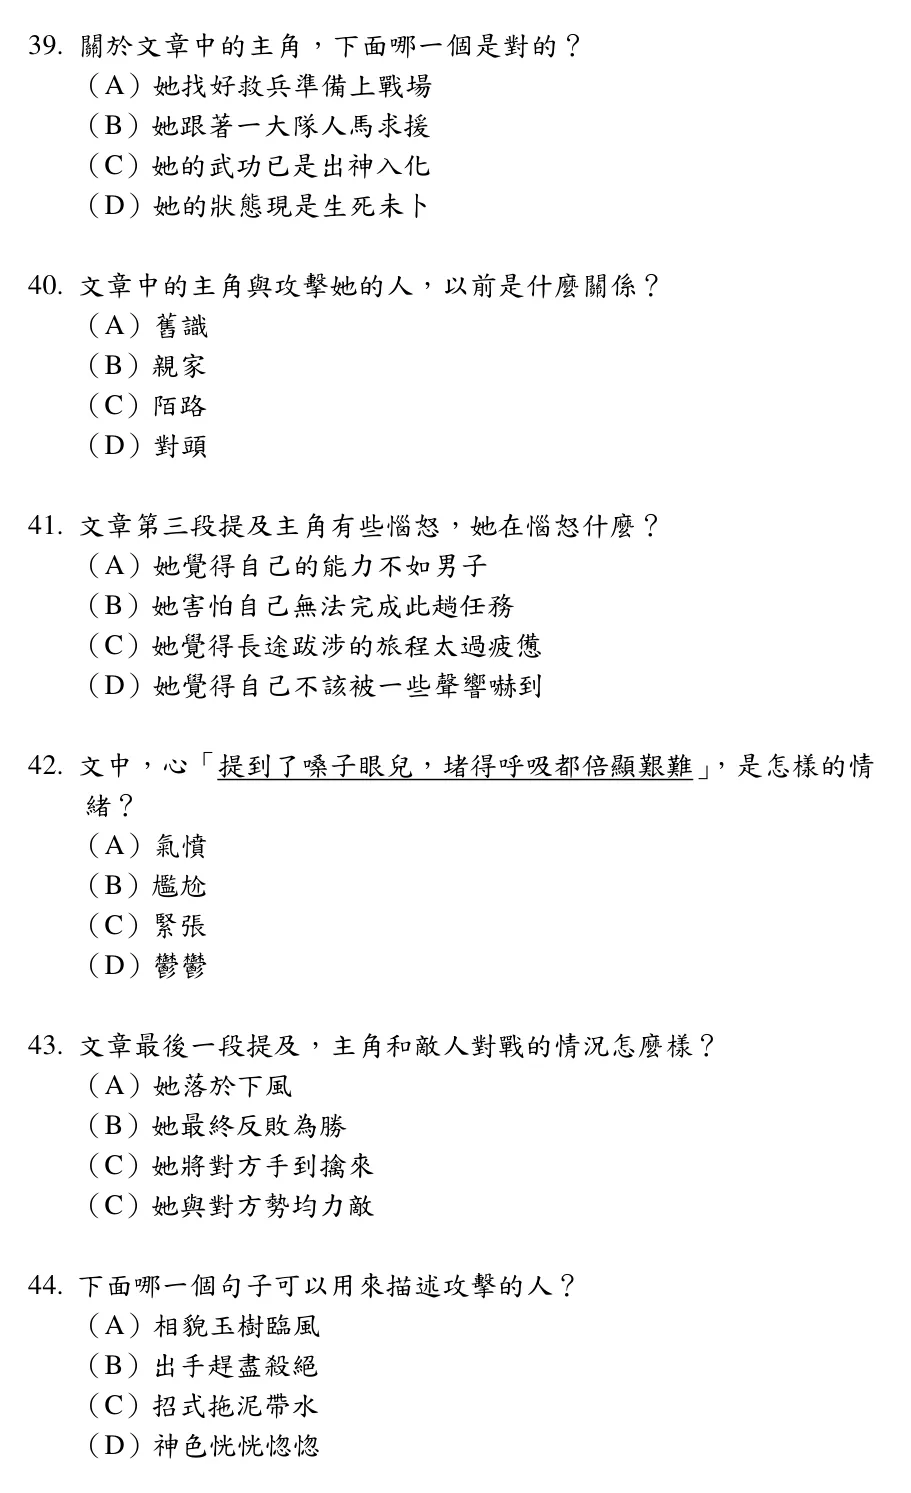 39. 關於文章中的主角，下面哪一個是對的？
（A）她找好救兵準備上戰場
（B）她跟著一大隊人馬求援
（C）她的武功已是出神入化
（D）她的狀態現是生死未卜
40. 文章中的主角與攻擊她的人，以前是什麼關係？
（A）舊識
（B）親家
（C）陌路
（D）對頭
41. 文章第三段提及主角有些惱怒，她在惱怒什麼？
（A）她覺得自己的能力不如男子
（B）她害怕自己無法完成此趟任務
（C）她覺得長途跋涉的旅程太過疲憊
（D）她覺得自己不該被一些聲響嚇到
42. 文中，心「提到了嗓子眼兒，堵得呼吸都倍顯艱難」，是怎樣的情
緒？
（A）氣憤
（B）尷尬
（C）緊張
（D）鬱鬱
43. 文章最後一段提及，主角和敵人對戰的情況怎麼樣？
（A）她落於下風
（B）她最終反敗為勝
（C）她將對方手到擒來
（C）她與對方勢均力敵
44. 下面哪一個句子可以用來描述攻擊的人？
（A）相貌玉樹臨風
（B）出手趕盡殺絕
（C）招式拖泥帶水
（D）神色恍恍惚惚